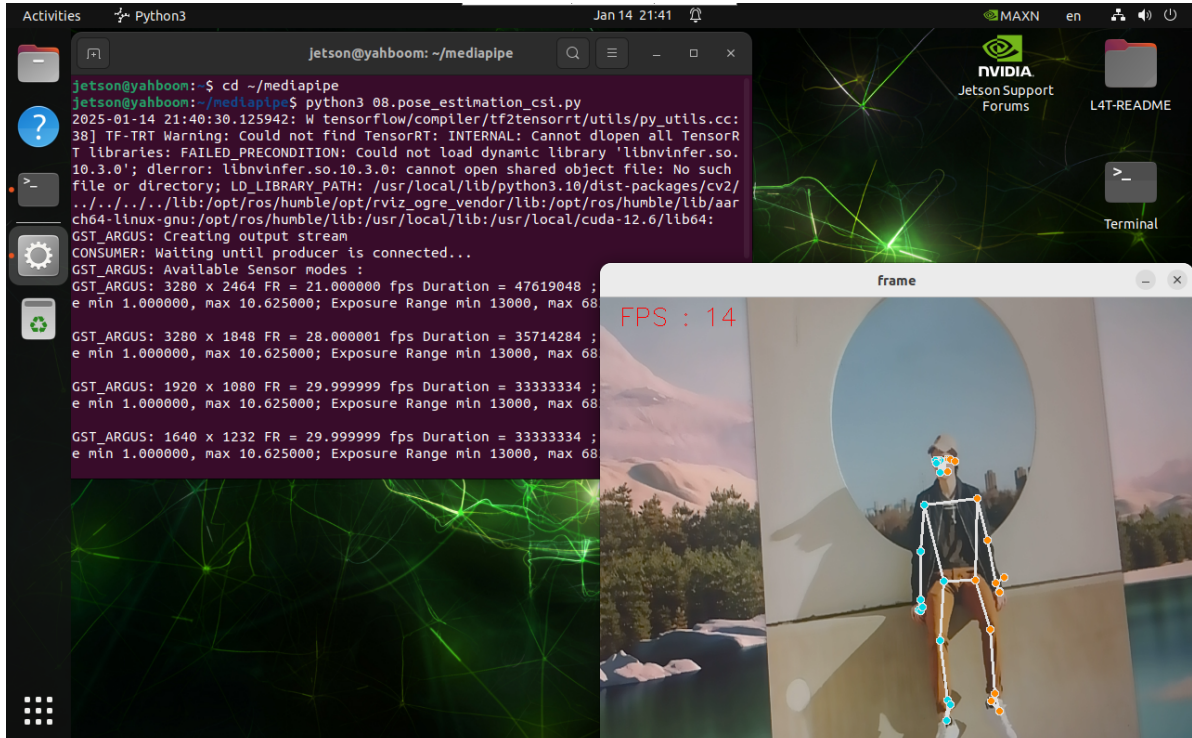 Activities
Python3
Jan 14 21:41
MAXN
en
jetson@yahboom: ~/mediapipe
jetson@yahboom:~$ cd ~/mediapipe
jetson@yahboom:~/mediapipe$ python3 08.pose_estimation_csi.py
2025-01-14 21:40:30.125942: W tensorflow/compiler/tf2tensorrt/utils/py_utils.cc:
38] TF-TRT Warning: Could not find TensorRT: INTERNAL: Cannot dlopen all TensorR
T libraries: FAILED_PRECONDITION: Could not load dynamic library 'libnvinfer.so.
10.3.0'; dlerror: libnvinfer.so.10.3.0: cannot open shared object file: No such
file or directory; LD_LIBRARY_PATH: /usr/local/lib/python3.10/dist-packages/cv2/
../../../../lib:/opt/ros/humble/opt/rviz_ogre_vendor/lib:/opt/ros/humble/lib/aar
ch64-linux-gnu:/opt/ros/humble/lib:/usr/local/lib:/usr/local/cuda-12.6/lib64:
GST_ARGUS: Creating output stream
CONSUMER: Waiting until producer is connected...
GST_ARGUS: Available Sensor modes :
GST_ARGUS: 3280 x 2464 FR = 21.000000 fps Duration = 47619048 ;
e min 1.000000, max 10.625000; Exposure Range min 13000, max 68
GST_ARGUS: 3280 x 1848 FR = 28.000001 fps Duration = 35714284 ;
e min 1.000000, max 10.625000; Exposure Range min 13000, max 68
GST_ARGUS: 1920 x 1080 FR = 29.999999 fps Duration = 33333334 ;
e min 1.000000, max 10.625000; Exposure Range min 13000, max 68
GST_ARGUS: 1640 x 1232 FR = 29.999999 fps Duration = 33333334 ;
e min 1.000000, max 10.625000; Exposure Range min 13000, max 68
NVIDIA.
Jetson Support
Forums
L4T-README
>_
Terminal
frame
FPS : 14